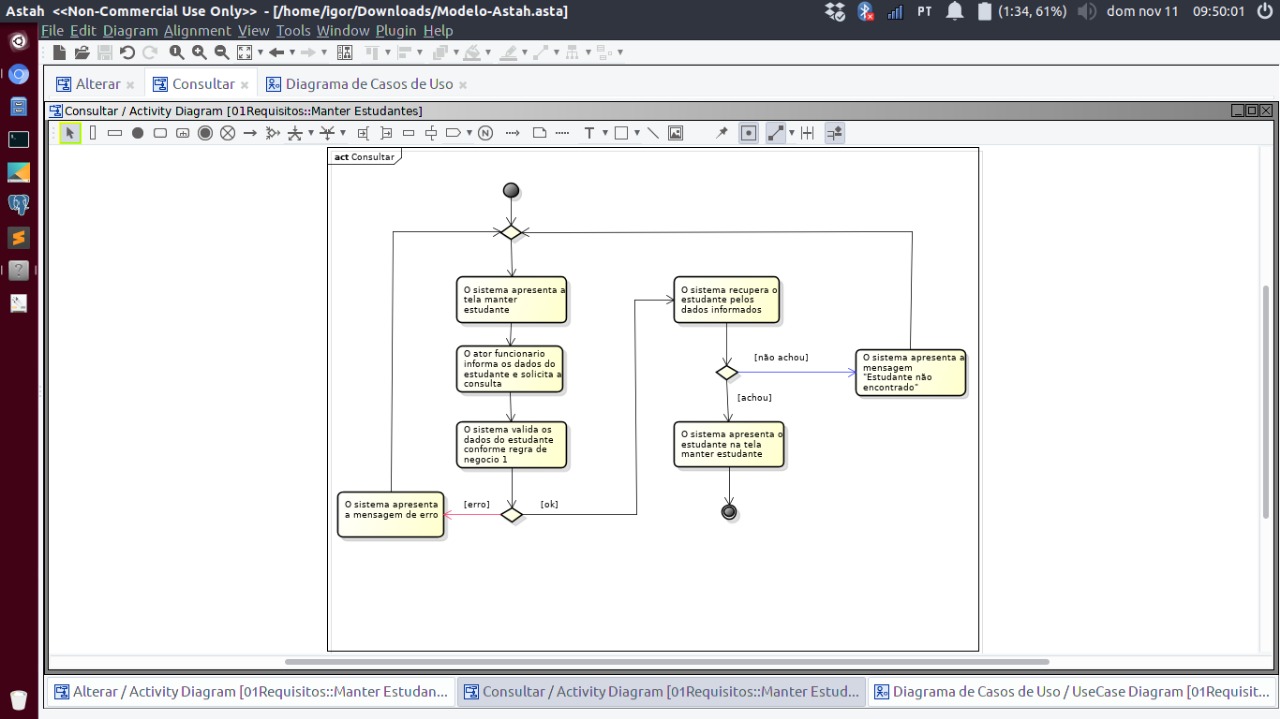 Astah <<Non-Commercial Use Only>> - [/home/igor/Downloads/Modelo-Astah.asta]
PT
(1:34, 61%)
dom nov 11
09:50:01
File Edit Diagram Alignment View Tools Window Plugin Help
Alterar
Consultar
Diagrama de Casos de Uso
Consultar / Activity Diagram [01Requisitos::Manter Estudantes]
N
T
act Consultar
O sistema apresenta a
tela manter
estudante
O ator funcionario
informa os dados do
estudante e solicita a
consulta
O sistema valida os
dados do estudante
conforme regra de
negocio 1
[erro]
[ok]
O sistema apresenta
a mensagem de erro
O sistema recupera o
estudante pelos
dados informados
[não achou]
[achou]
O sistema apresenta a
mensagem
"Estudante não
encontrado"
O sistema apresenta o
estudante na tela
manter estudante
Alterar / Activity Diagram [01Requisitos::Manter Estudan...
Consultar / Activity Diagram [01Requisitos::Manter Estud...
Diagrama de Casos de Uso / UseCase Diagram [01Requisit...